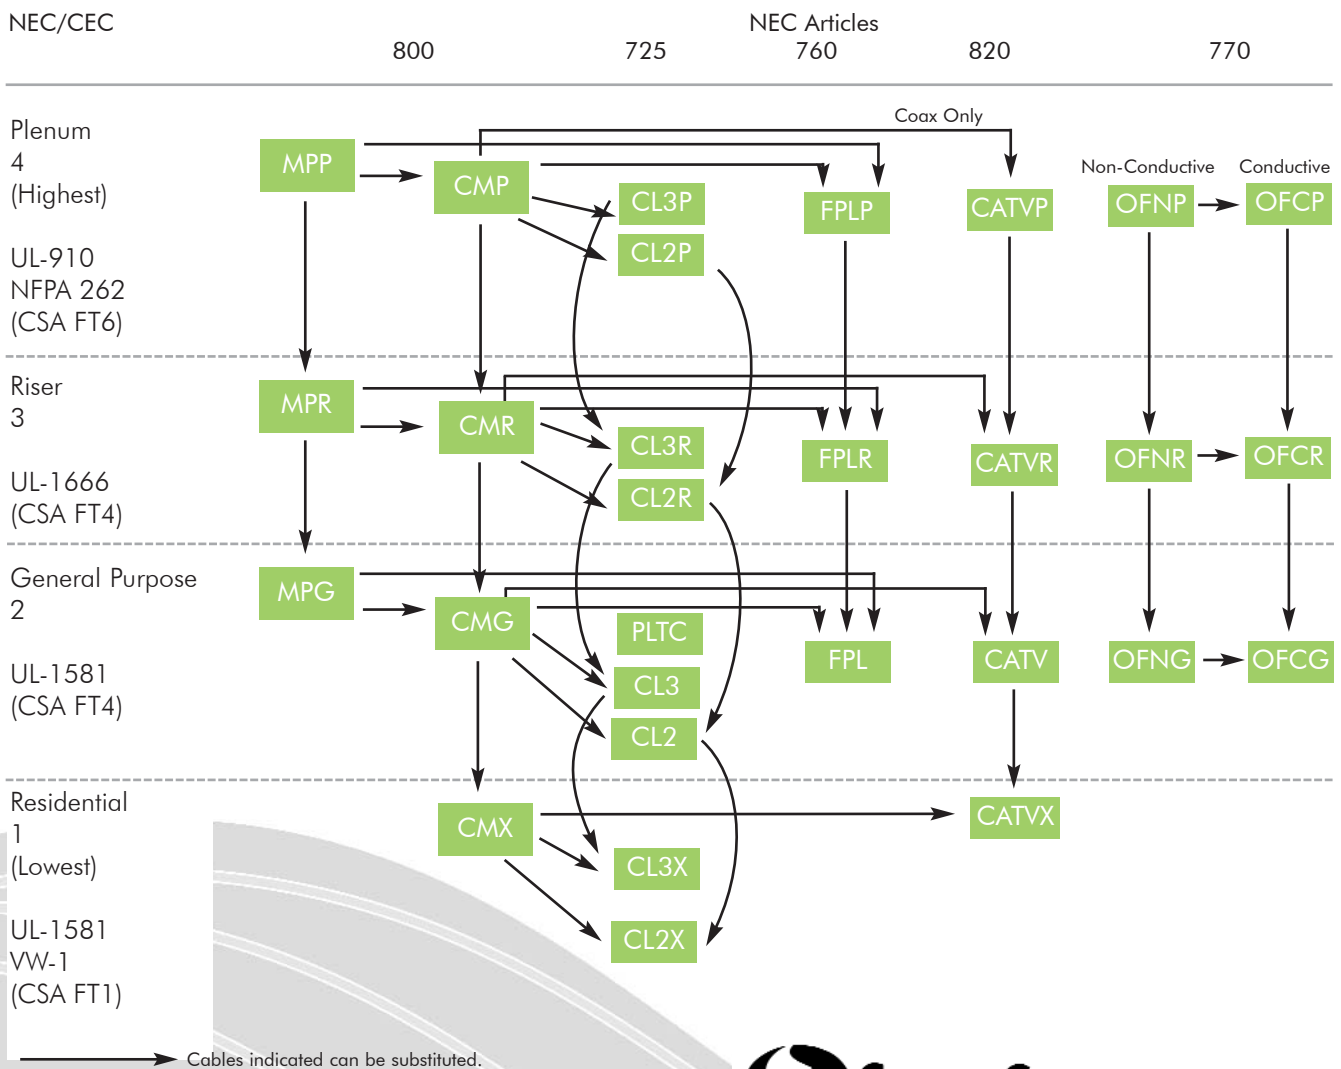 NEC/CEC
NEC Articles
800 725 760 820 770
Coax Only
Plenum
4
(Highest)
UL-910
NFPA 262
(CSA FT6)
Non-Conductive Conductive
MPP
CMP
CL3P
CL2P
FPLP
CATVP
OFNP
OFCP
Riser
3
UL-1666
(CSA FT4)
MPR
CMR
CL3R
CL2R
FPLR
CATVR
OFNR
OFCR
General Purpose
2
UL-1581
(CSA FT4)
MPG
CMG
PLTC
CL3
CL2
FPL
CATV
OFNG
OFCG
Residential
1
(Lowest)
UL-1581
VW-1
(CSA FT1)
CMX
CL3X
CL2X
CATVX
Cables indicated can be substituted.